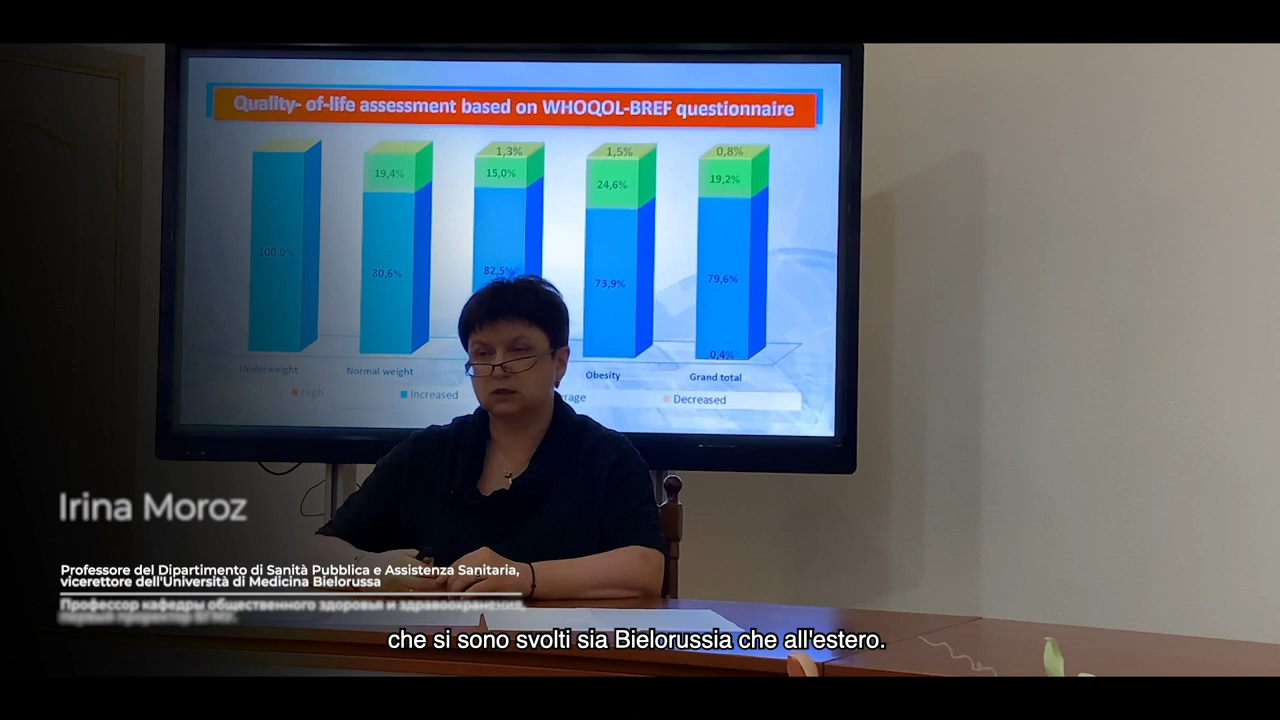 Quality- of-life assessment based on WHOQOL-BREF questionnaire
1,3% 1,5% 0,8%
19,4% 15,0% 24,6% 19,2%
100,0% 80,6% 82,5% 73,9% 79,6%
0,4%
Underweight Normal weight Obesity Grand total
High Increased Decreased
Irina Moroz
Professore del Dipartimento di Sanità Pubblica e Assistenza Sanitaria,
vicerettore dell'Università di Medicina Bielorussa
Профессор кафедры общественного здоровья и здравоохранения,
che si sono svolti sia Bielorussia che all'estero.